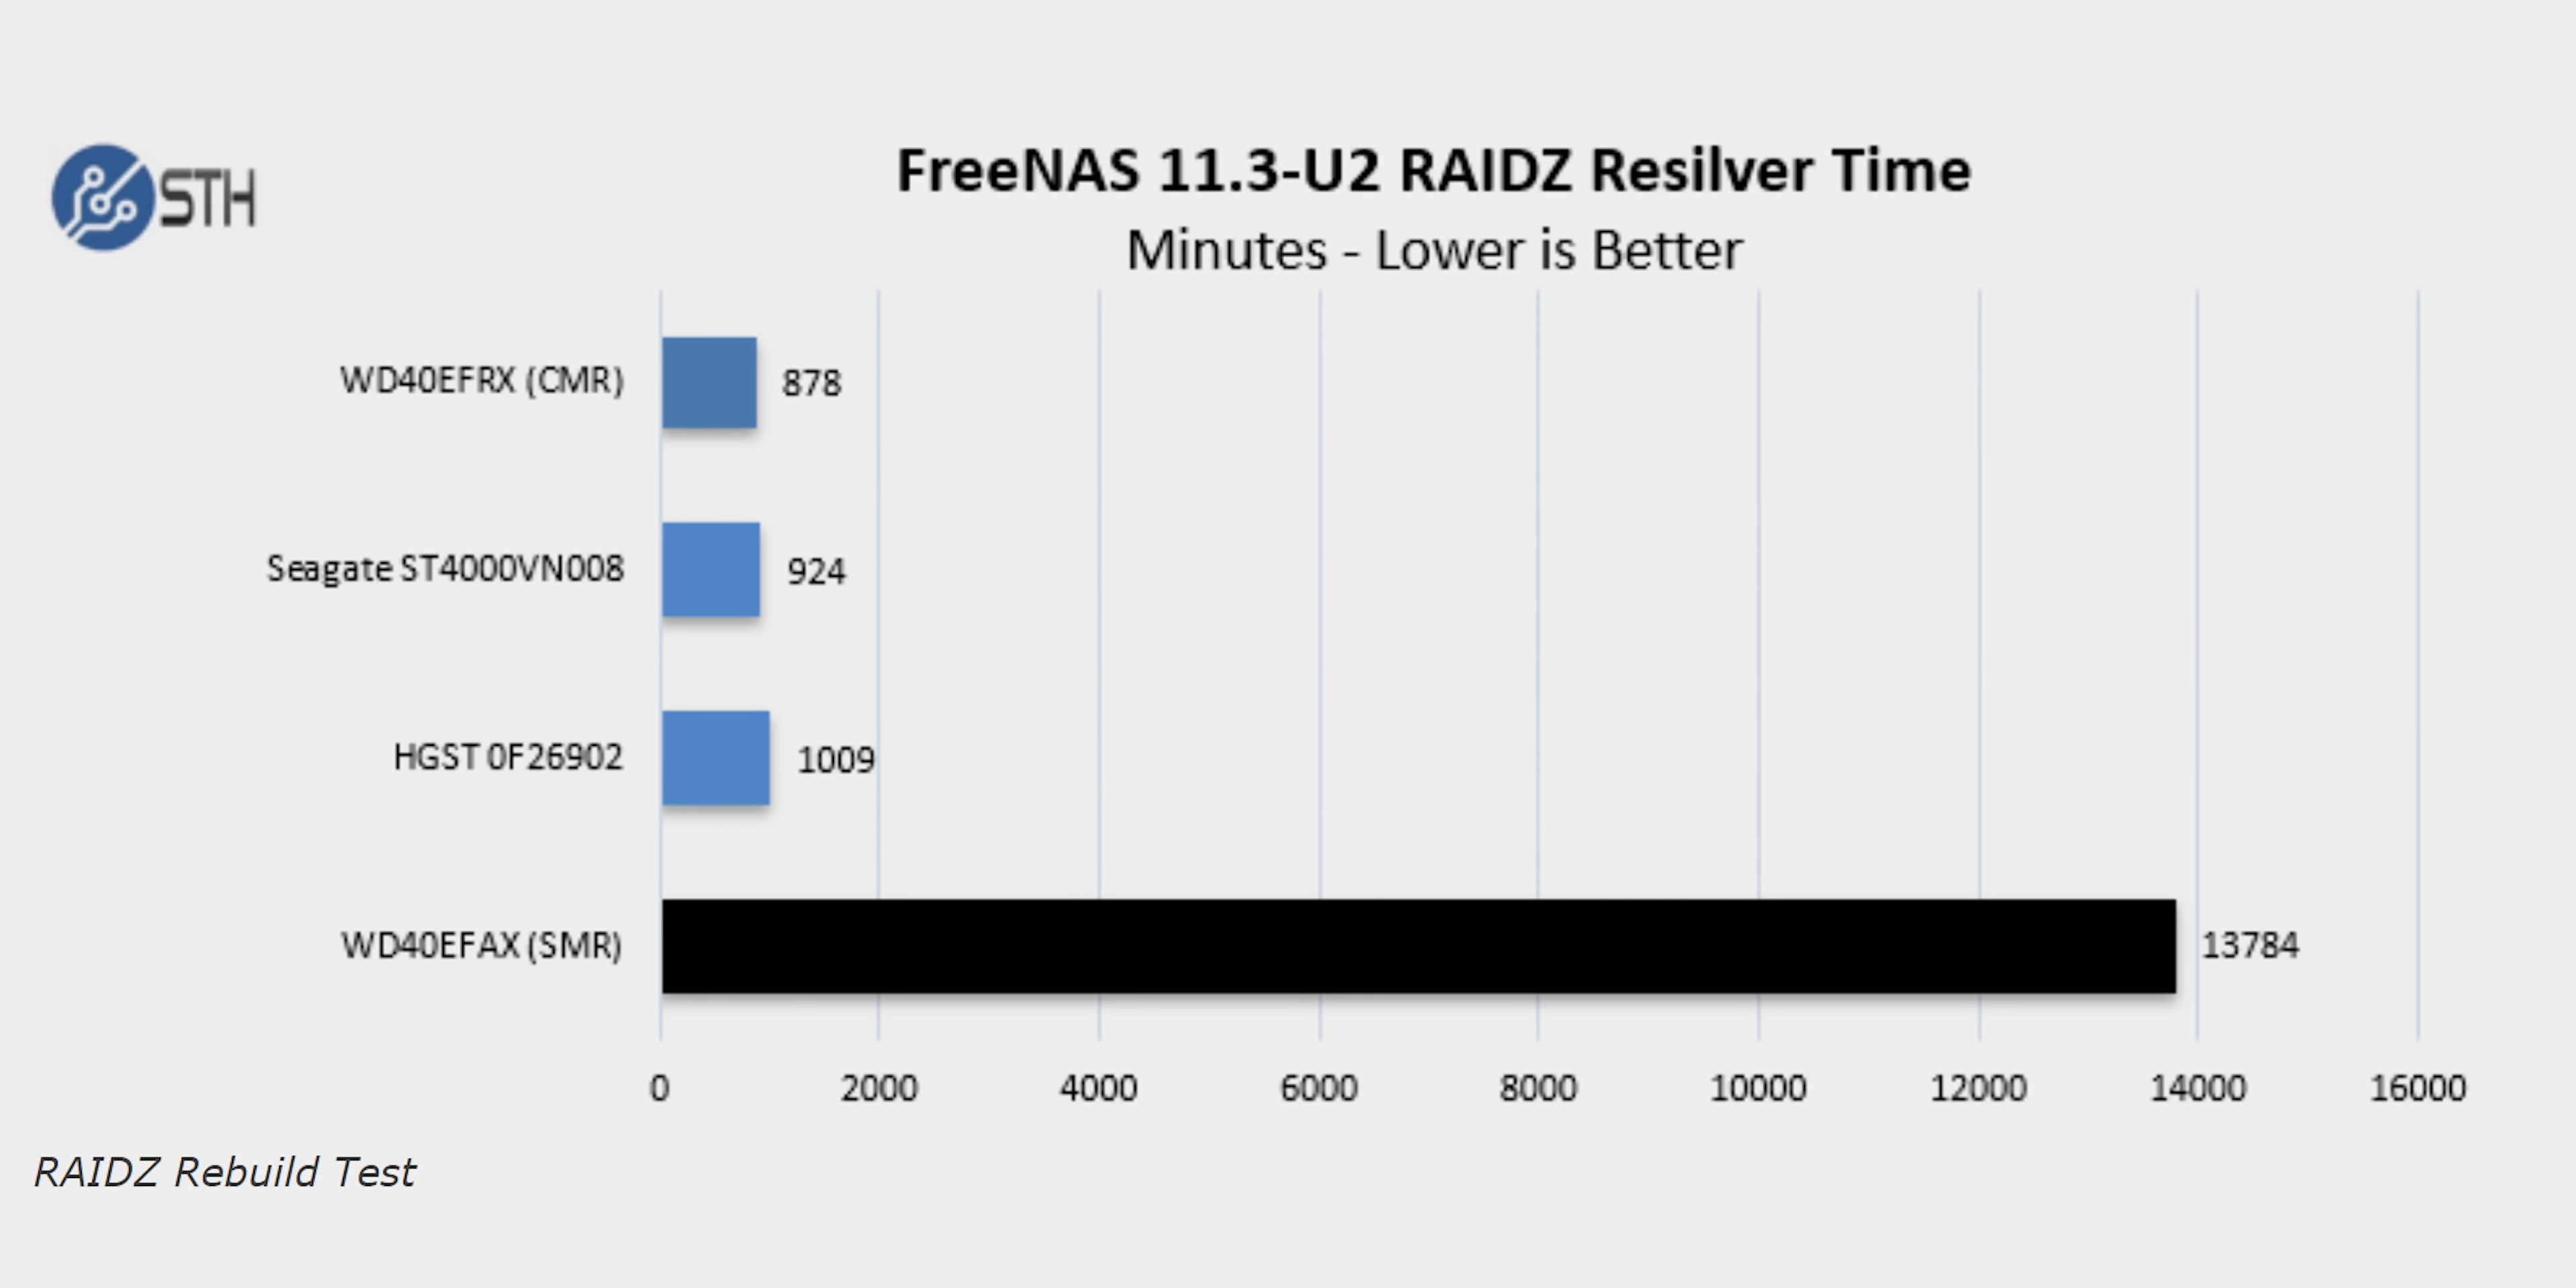 STH
FreeNAS 11.3-U2 RAIDZ Resilver Time
Minutes - Lower is Better
WD40EFRX (CMR) 878
Seagate ST4000VN008 924
HGST 0F26902 1009
WD40EFAX (SMR) 13784
0 2000 4000 6000 8000 10000 12000 14000 16000
RAIDZ Rebuild Test